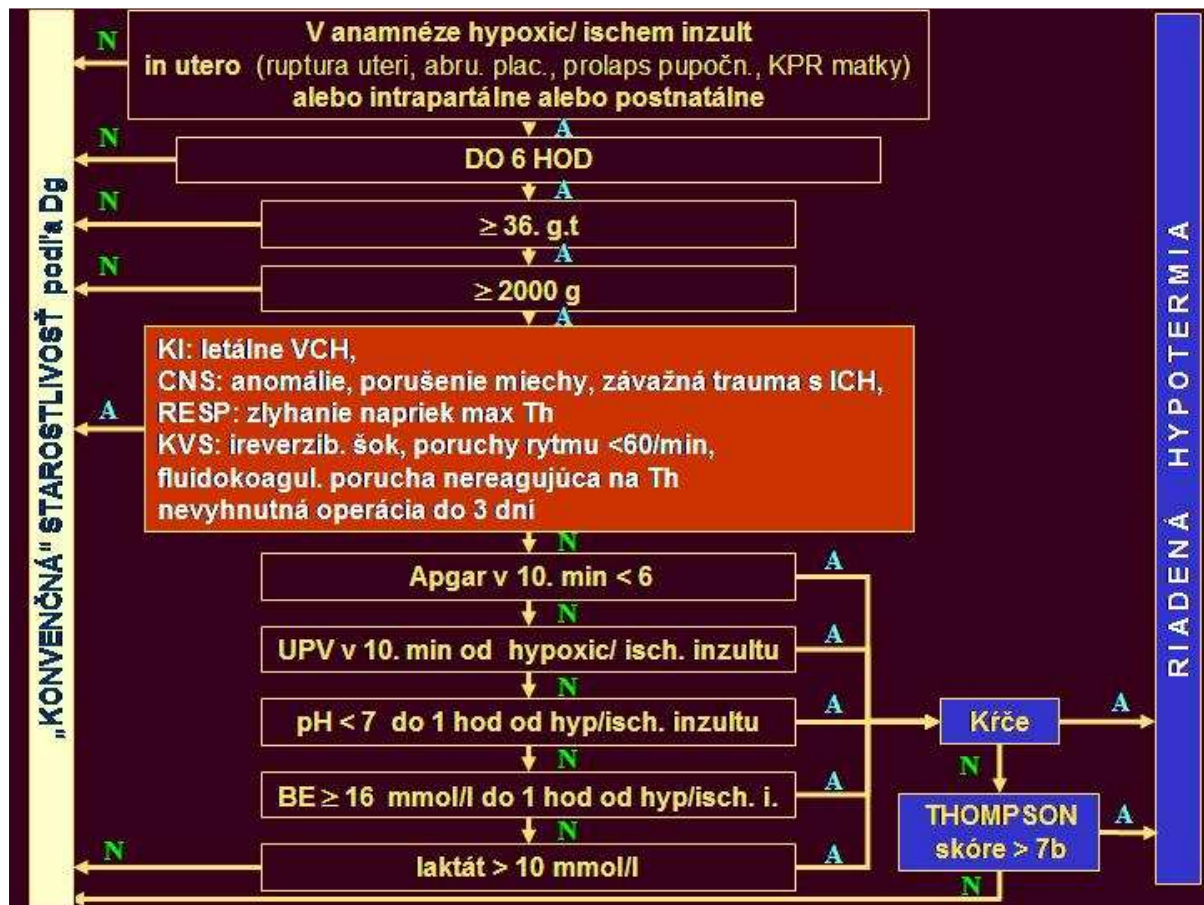 „KONVENČNÁ“ STAROSTLIVOSŤ podľa Dg
V anamnéze hypoxic/ ischem inzult
in utero (ruptura uteri, abru. plac., prolaps pupočn., KPR matky)
alebo intrapartálne alebo postnatálne
N
A
DO 6 HOD
N
A
≥ 36. g.t
N
A
≥ 2000 g
N
A
KI: letálne VCH,
CNS: anomálie, porušenie miechy, závažná trauma s ICH,
RESP: zlyhanie napriek max Th
KVS: ireverzib. šok, poruchy rytmu <60/min,
fluidokoagul. porucha nereagujúca na Th
nevyhnutná operácia do 3 dní
A
N
Apgar v 10. min < 6
A
N
UPV v 10. min od hypoxic/ isch. inzultu
A
N
pH < 7 do 1 hod od hyp/isch. inzultu
A
N
BE ≥ 16 mmol/l do 1 hod od hyp/isch. i.
A
N
laktát > 10 mmol/l
N
A
Kŕče
A
N
THOMPSON
skóre > 7b
A
N
RIADENÁ HYPOTERMIA